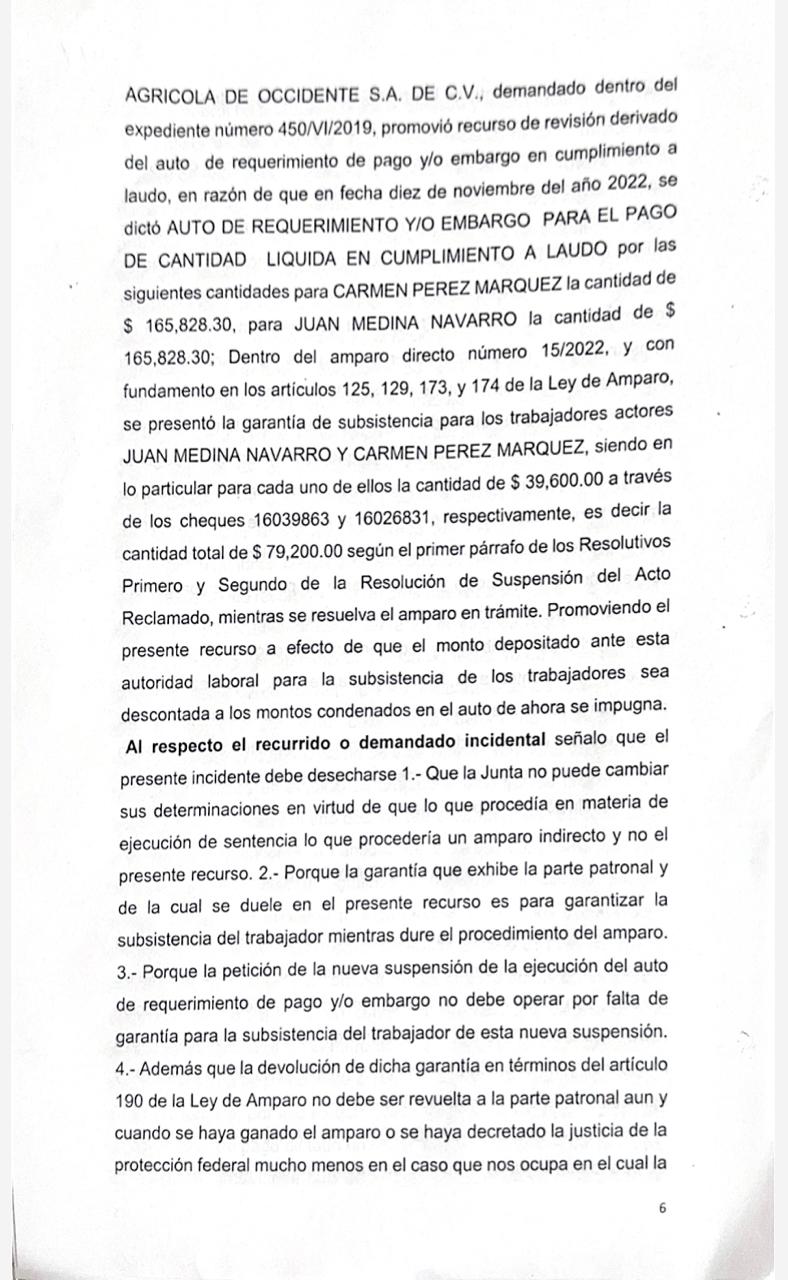 AGRICOLA DE OCCIDENTE S.A. DE C.V., demandado dentro del
expediente número 450/VI/2019, promovió recurso de revisión derivado
del auto de requerimiento de pago y/o embargo en cumplimiento a
laudo, en razón de que en fecha diez de noviembre del año 2022, se
dictó AUTO DE REQUERIMIENTO Y/O EMBARGO PARA EL PAGO
DE CANTIDAD LIQUIDA EN CUMPLIMIENTO A LAUDO por las
siguientes cantidades para CARMEN PEREZ MARQUEZ la cantidad de
$ 165,828.30, para JUAN MEDINA NAVARRO la cantidad de $
165,828.30; Dentro del amparo directo número 15/2022, y con
fundamento en los artículos 125, 129, 173, y 174 de la Ley de Amparo,
se presentó la garantía de subsistencia para los trabajadores actores
JUAN MEDINA NAVARRO Y CARMEN PEREZ MARQUEZ, siendo en
lo particular para cada uno de ellos la cantidad de $ 39,600.00 a través
de los cheques 16039863 y 16026831, respectivamente, es decir la
cantidad total de $ 79,200.00 según el primer párrafo de los Resolutivos
Primero y Segundo de la Resolución de Suspensión del Acto
Reclamado, mientras se resuelva el amparo en trámite. Promoviendo el
presente recurso a efecto de que el monto depositado ante esta
autoridad laboral para la subsistencia de los trabajadores sea
descontada a los montos condenados en el auto de ahora se impugna.
Al respecto el recurrido o demandado incidental señalo que el
presente incidente debe desecharse 1.- Que la Junta no puede cambiar
sus determinaciones en virtud de que lo que procedía en materia de
ejecución de sentencia lo que procedería un amparo indirecto y no el
presente recurso. 2.- Porque la garantía que exhibe la parte patronal y
de la cual se duele en el presente recurso es para garantizar la
subsistencia del trabajador mientras dure el procedimiento del amparo.
3.- Porque la petición de la nueva suspensión de la ejecución del auto
de requerimiento de pago y/o embargo no debe operar por falta de
garantía para la subsistencia del trabajador de esta nueva suspensión.
4.- Además que la devolución de dicha garantía en términos del artículo
190 de la Ley de Amparo no debe ser revuelta a la parte patronal aun y
cuando se haya ganado el amparo o se haya decretado la justicia de la
protección federal mucho menos en el caso que nos ocupa en el cual la
6